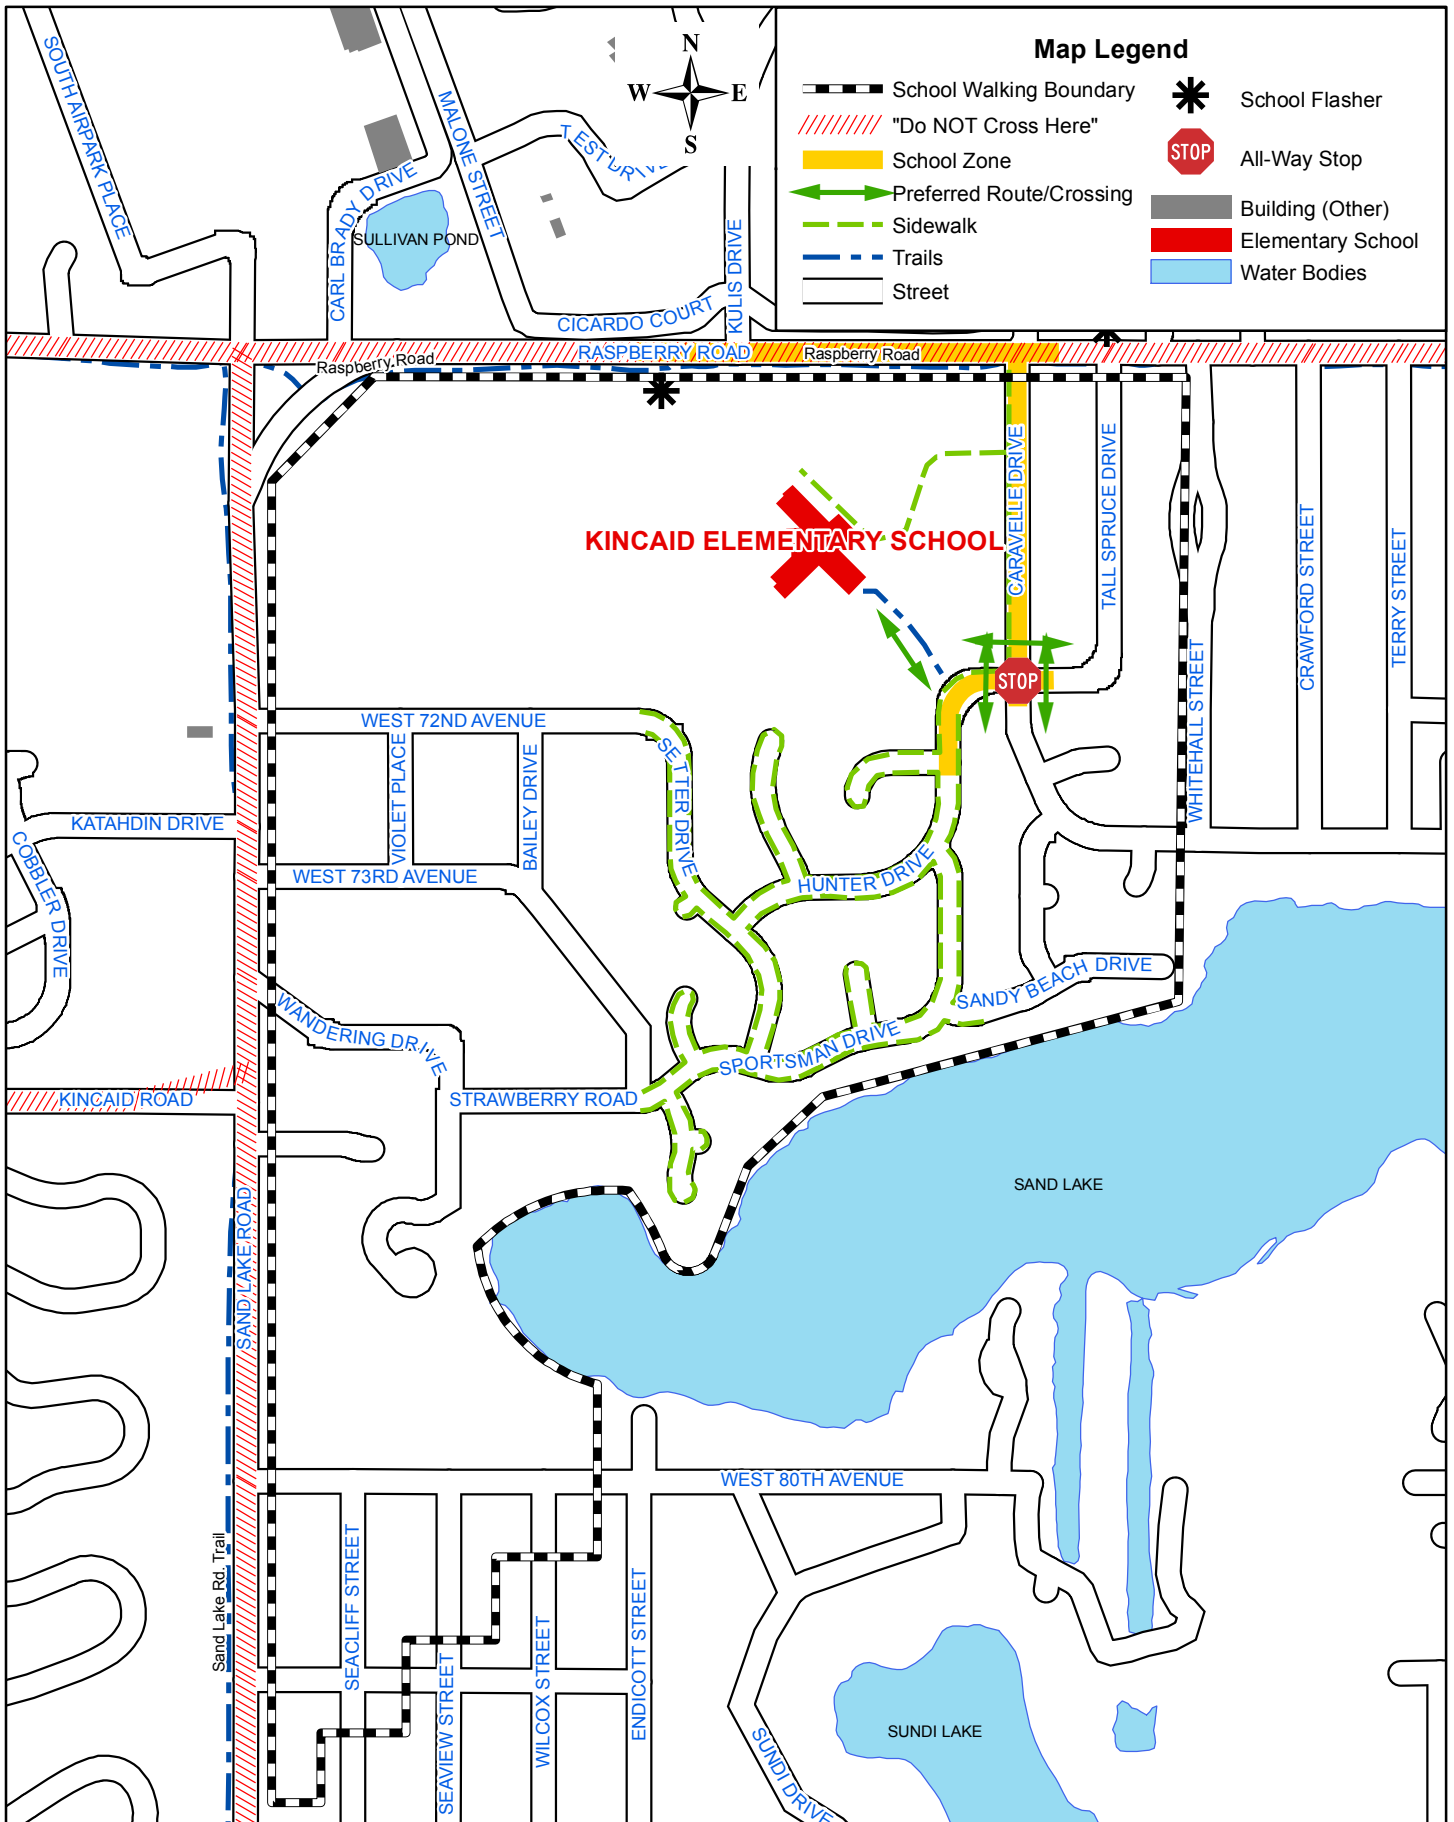 Map Legend
School Walking Boundary
"Do NOT Cross Here"
School Zone
Preferred Route/Crossing
Sidewalk
Trails
Street
School Flasher
STOP
All-Way Stop
Building (Other)
Elementary School
Water Bodies
N
W
E
S
SOUTH AIRPARK PLACE
MALONE STREET
TEST DRIVE
CARL BRADY DRIVE
SULLIVAN POND
KULIS DRIVE
CICARDO COURT
RASPBERRY ROAD
Raspberry Road
Raspberry Road
KINCAID ELEMENTARY SCHOOL
CARAVELLE DRIVE
TALL SPRUCE DRIVE
WHITEHALL STREET
CRAWFORD STREET
TERRY STREET
STOP
WEST 72ND AVENUE
VIOLET PLACE
BAILEY DRIVE
SETTER DRIVE
KATAHDIN DRIVE
COBBLER DRIVE
WEST 73RD AVENUE
HUNTER DRIVE
WANDERING DRIVE
SANDY BEACH DRIVE
SPORTSMAN DRIVE
STRAWBERRY ROAD
KINCAID ROAD
SAND LAKE ROAD
SAND LAKE
WEST 80TH AVENUE
Sand Lake Rd. Trail
SEACLIFF STREET
SEAVIEW STREET
WILCOX STREET
ENDICOTT STREET
SUNDI LAKE
SUNDI DRIVE